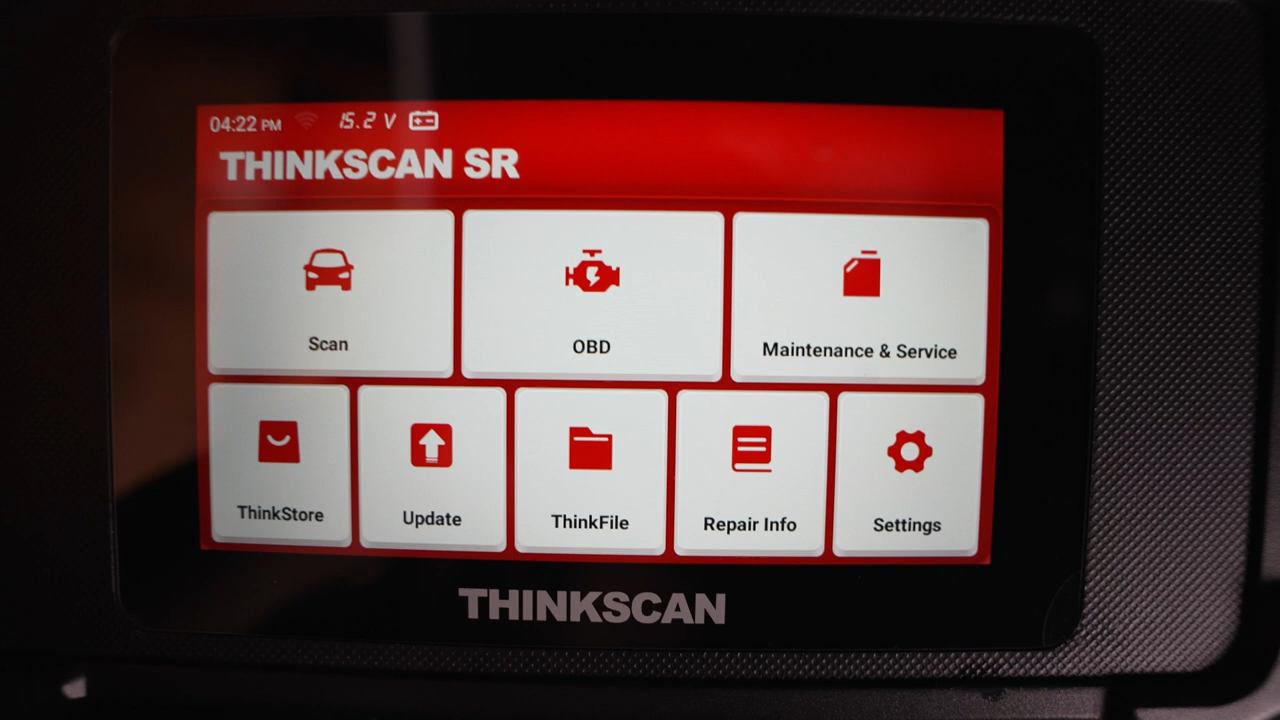 04:22 PM 15.2 V
THINKSCAN SR
Scan
OBD
Maintenance & Service
ThinkStore
Update
ThinkFile
Repair Info
Settings
THINKSCAN